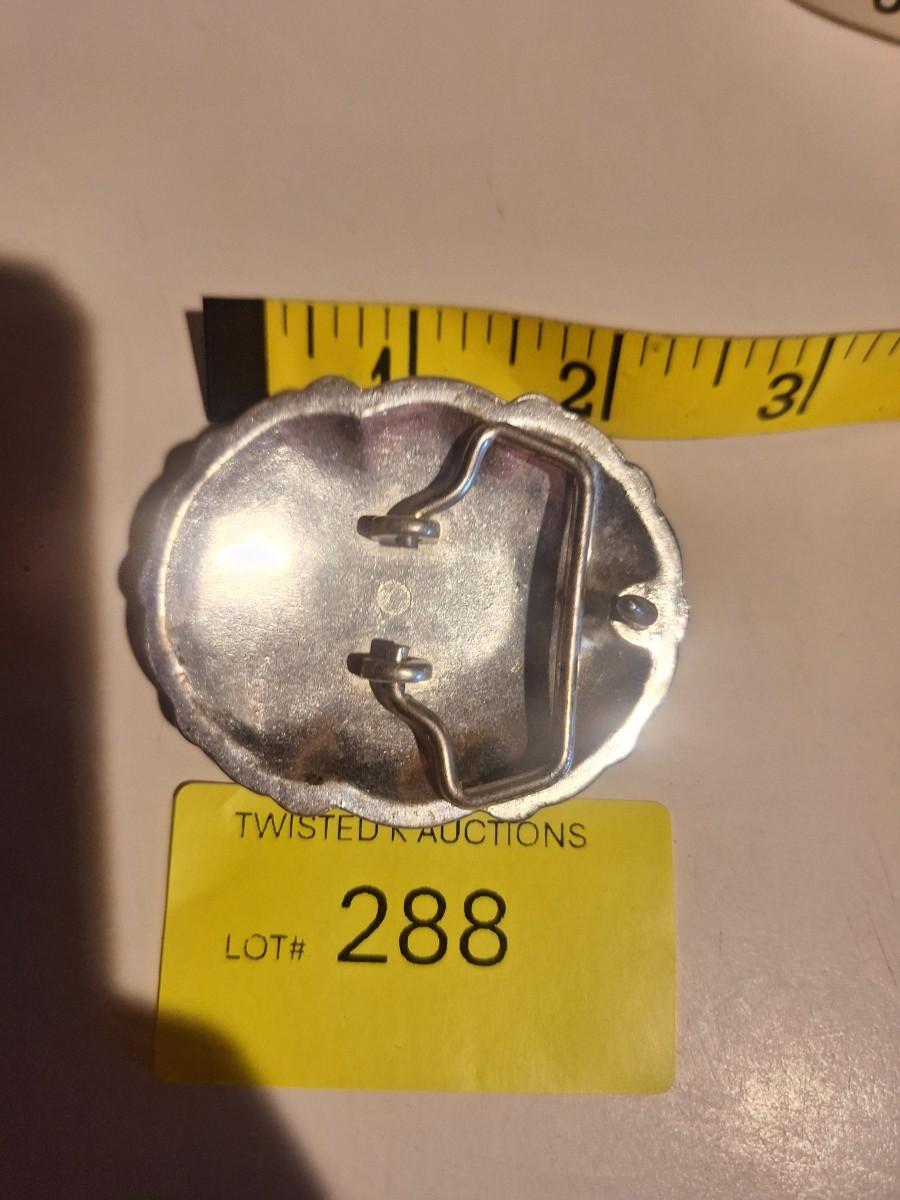 1 2 3
TWISTED K AUCTIONS
LOT# 288